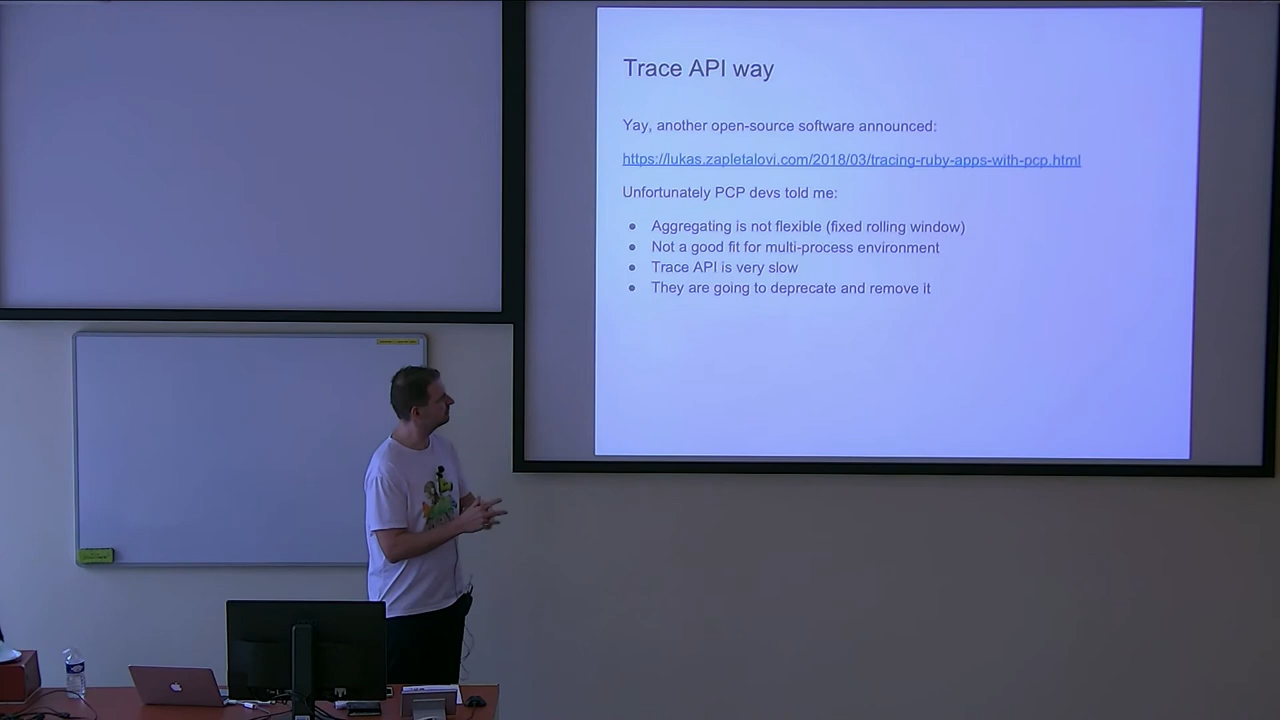 Trace API way
Yay, another open-source software announced:
https://lukas.zapletalovi.com/2018/03/tracing-ruby-apps-with-pcp.html
Unfortunately PCP devs told me:
● Aggregating is not flexible (fixed rolling window)
● Not a good fit for multi-process environment
● Trace API is very slow
● They are going to deprecate and remove it